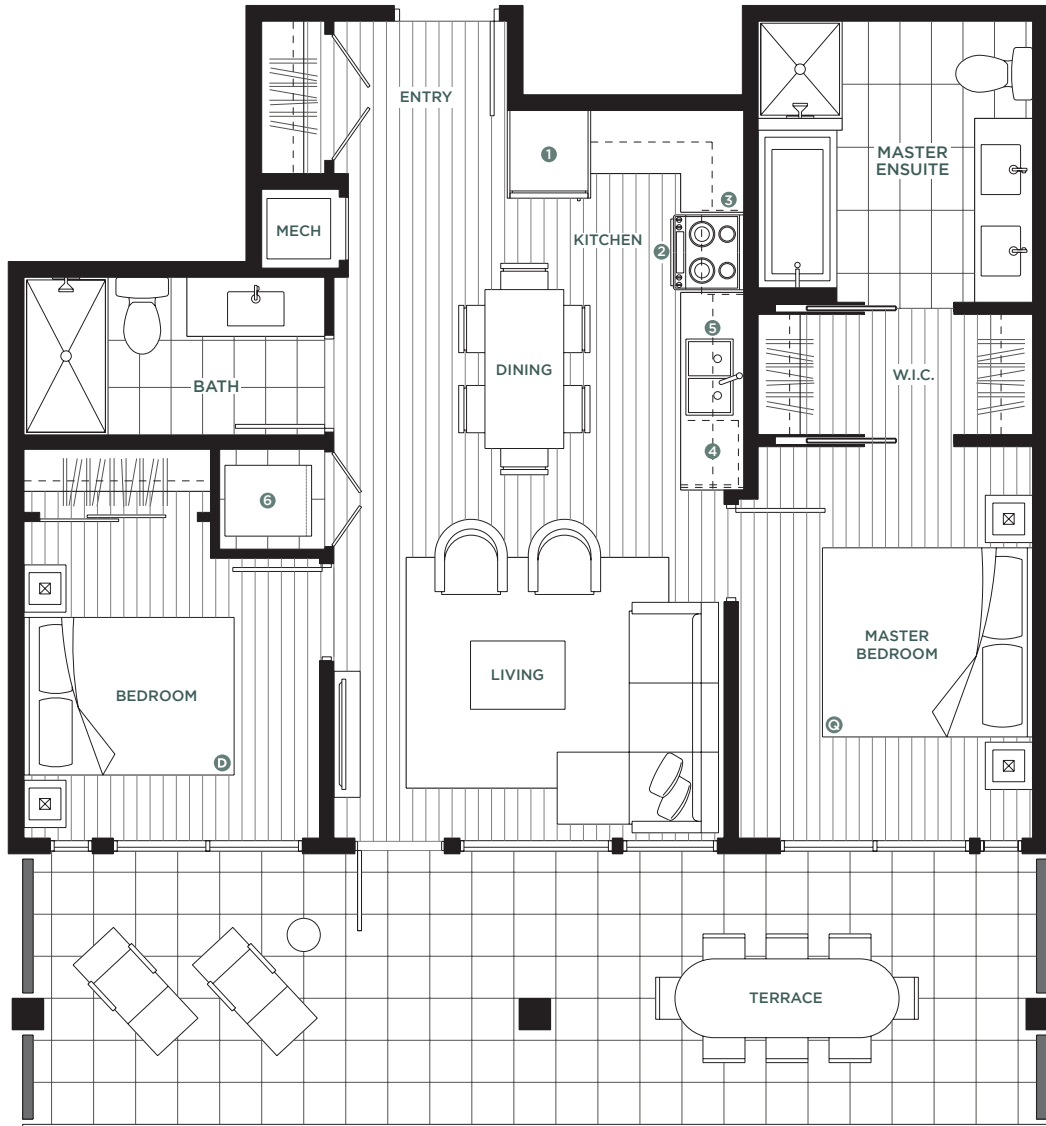 ENTRY
1
MASTER
ENSUITE
3
MECH
KITCHEN
2
5
DINING
W.I.C.
BATH
4
6
MASTER
BEDROOM
LIVING
BEDROOM
Q
D
TERRACE